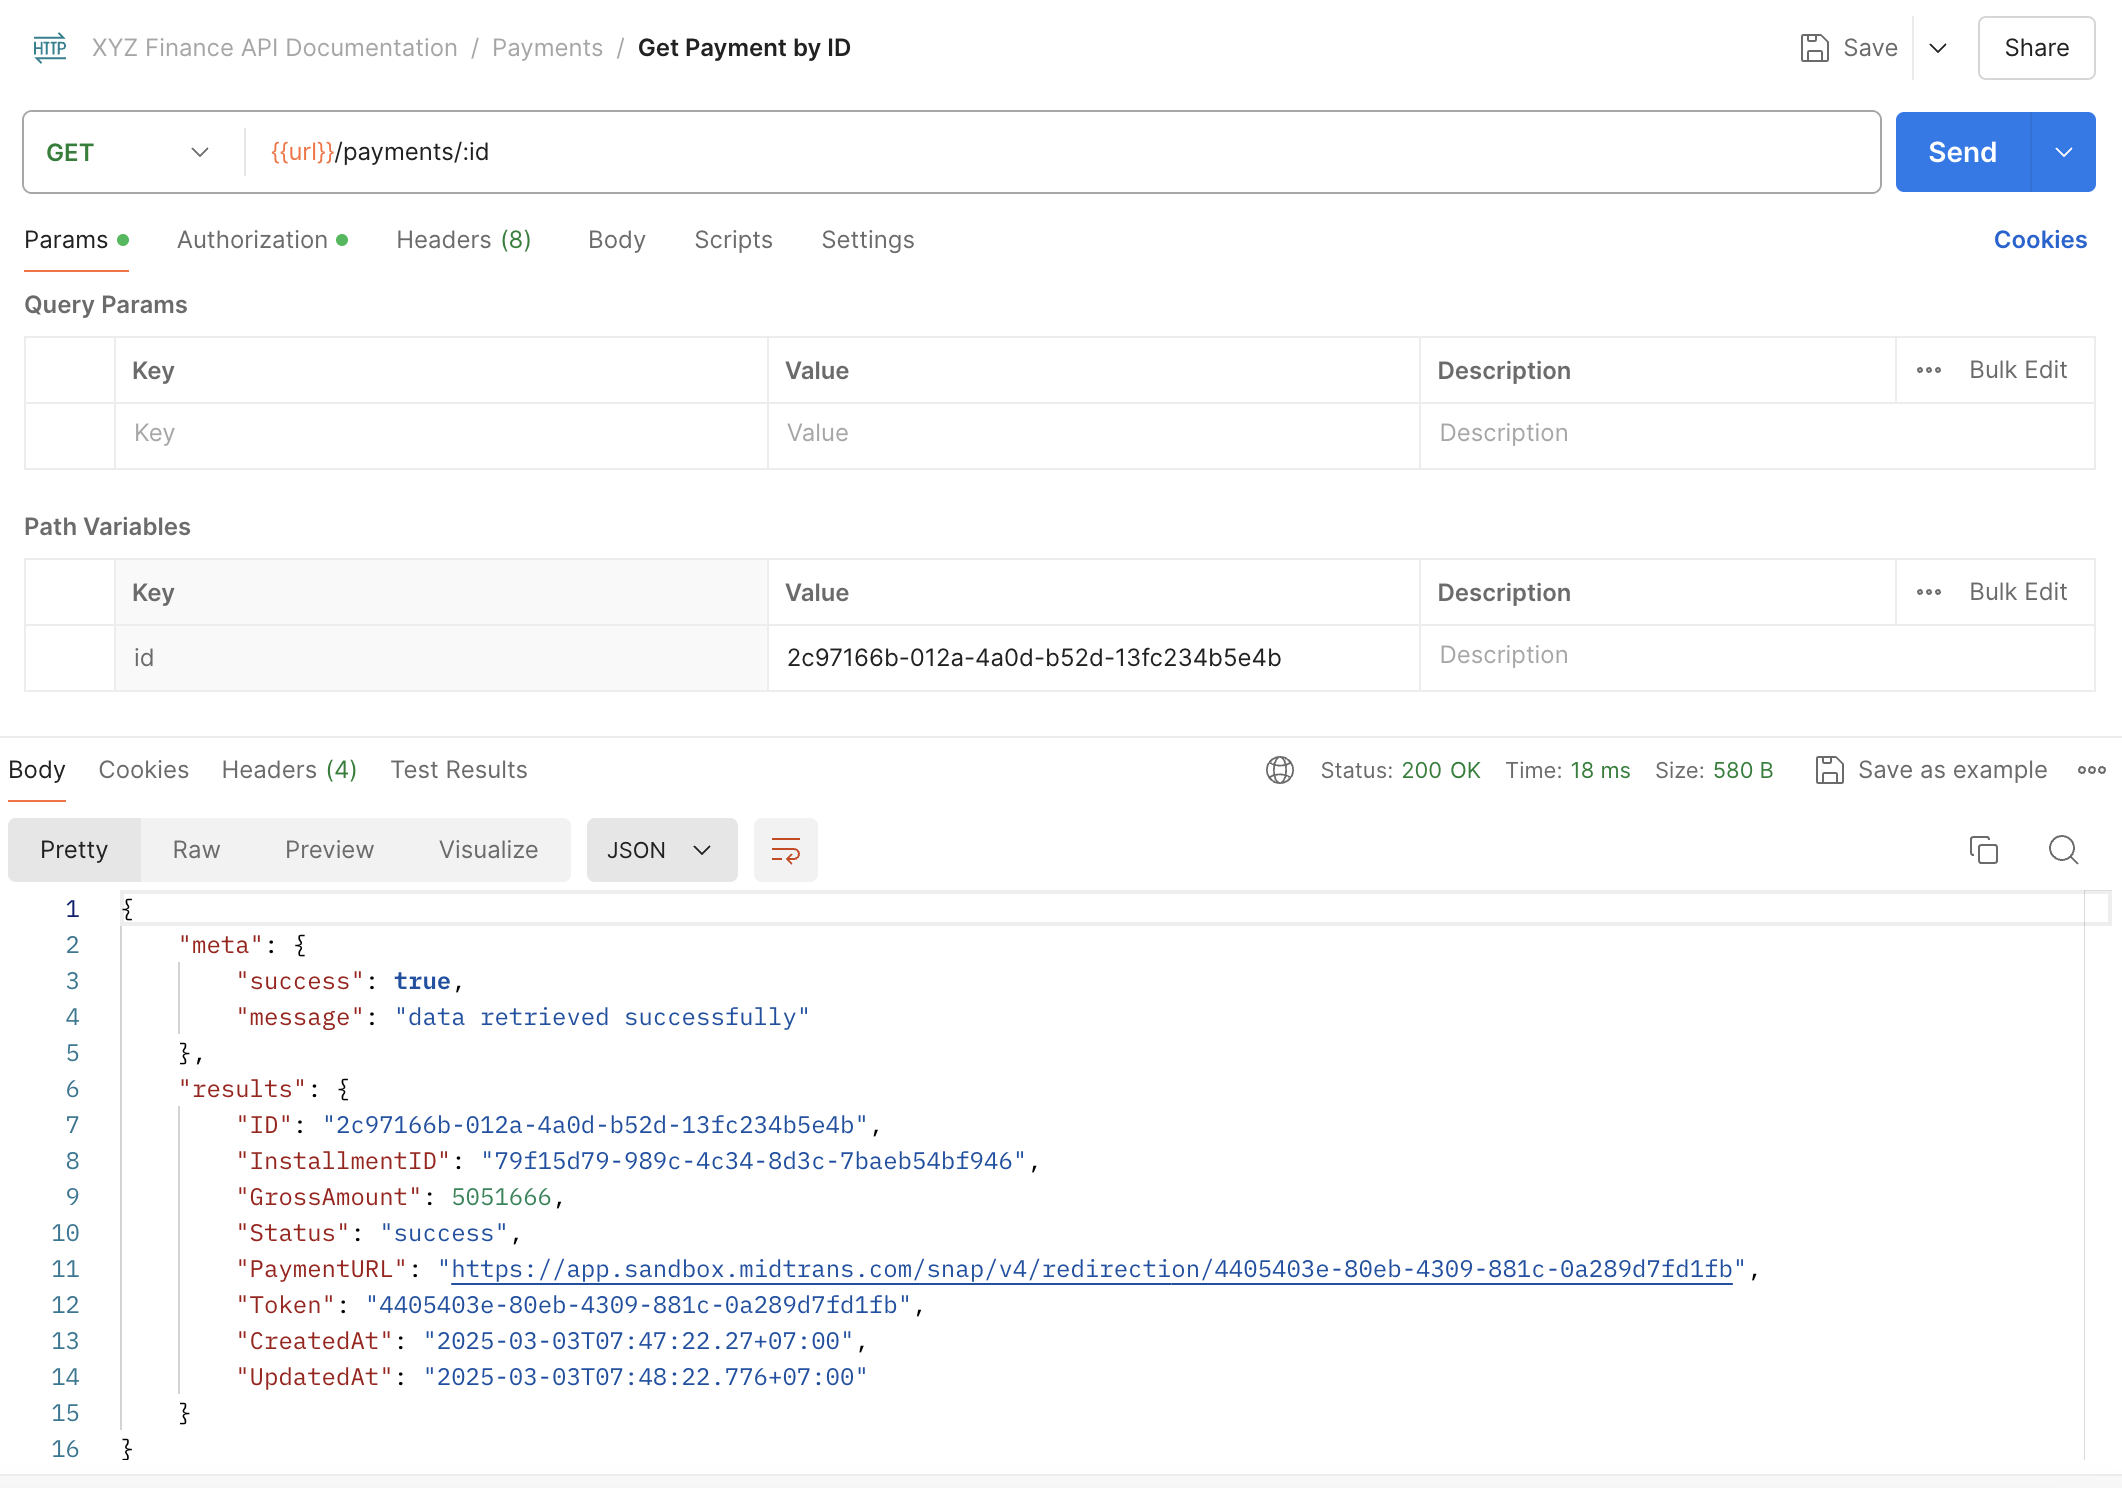 HTTP XYZ Finance API Documentation / Payments / Get Payment by ID Save Share
GET {{url}}/payments/:id Send
Params Authorization Headers (8) Body Scripts Settings Cookies
Query Params
Key Value Description Bulk Edit
Key Value Description
Path Variables
Key Value Description Bulk Edit
id 2c97166b-012a-4a0d-b52d-13fc234b5e4b Description
Body Cookies Headers (4) Test Results Status: 200 OK Time: 18 ms Size: 580 B Save as example
Pretty Raw Preview Visualize JSON
1 {
2 "meta": {
3 "success": true,
4 "message": "data retrieved successfully"
5 },
6 "results": {
7 "ID": "2c97166b-012a-4a0d-b52d-13fc234b5e4b",
8 "InstallmentID": "79f15d79-989c-4c34-8d3c-7baeb54bf946",
9 "GrossAmount": 5051666,
10 "Status": "success",
11 "PaymentURL": "https://app.sandbox.midtrans.com/snap/v4/redirection/4405403e-80eb-4309-881c-0a289d7fd1fb",
12 "Token": "4405403e-80eb-4309-881c-0a289d7fd1fb",
13 "CreatedAt": "2025-03-03T07:47:22.27+07:00",
14 "UpdatedAt": "2025-03-03T07:48:22.776+07:00"
15 }
16 }